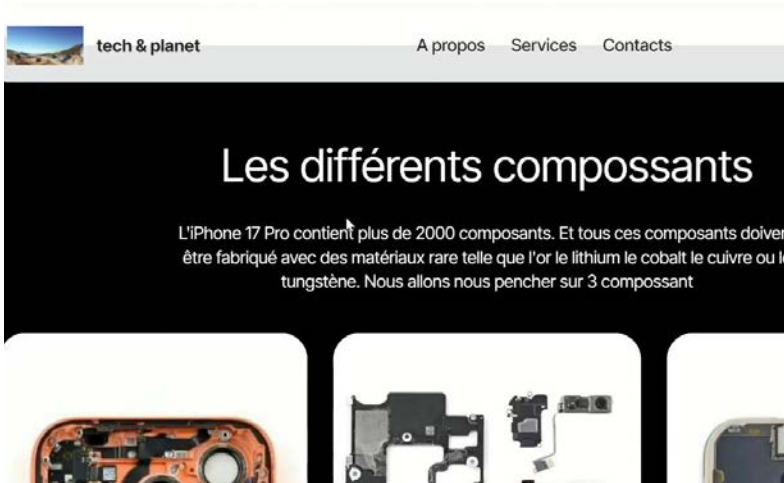 tech & planet
A propos Services Contacts
Les différents compossants
L'iPhone 17 Pro contient plus de 2000 composants. Et tous ces composants
être fabriqué avec des matériaux rare telle que l'or le lithium le cobalt le cuivre ou
tungstène. Nous allons nous pencher sur 3 compossant